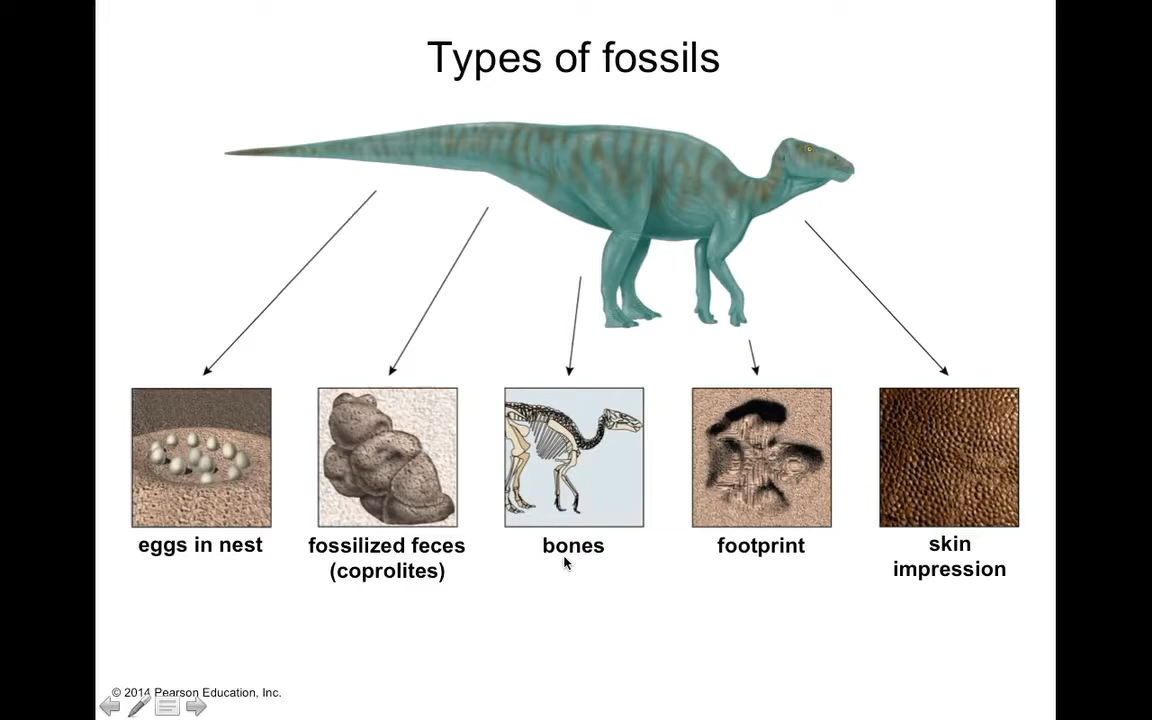 Types of fossils
eggs in nest
fossilized feces
(coprolites)
bones
footprint
skin
impression
© 2014 Pearson Education, Inc.